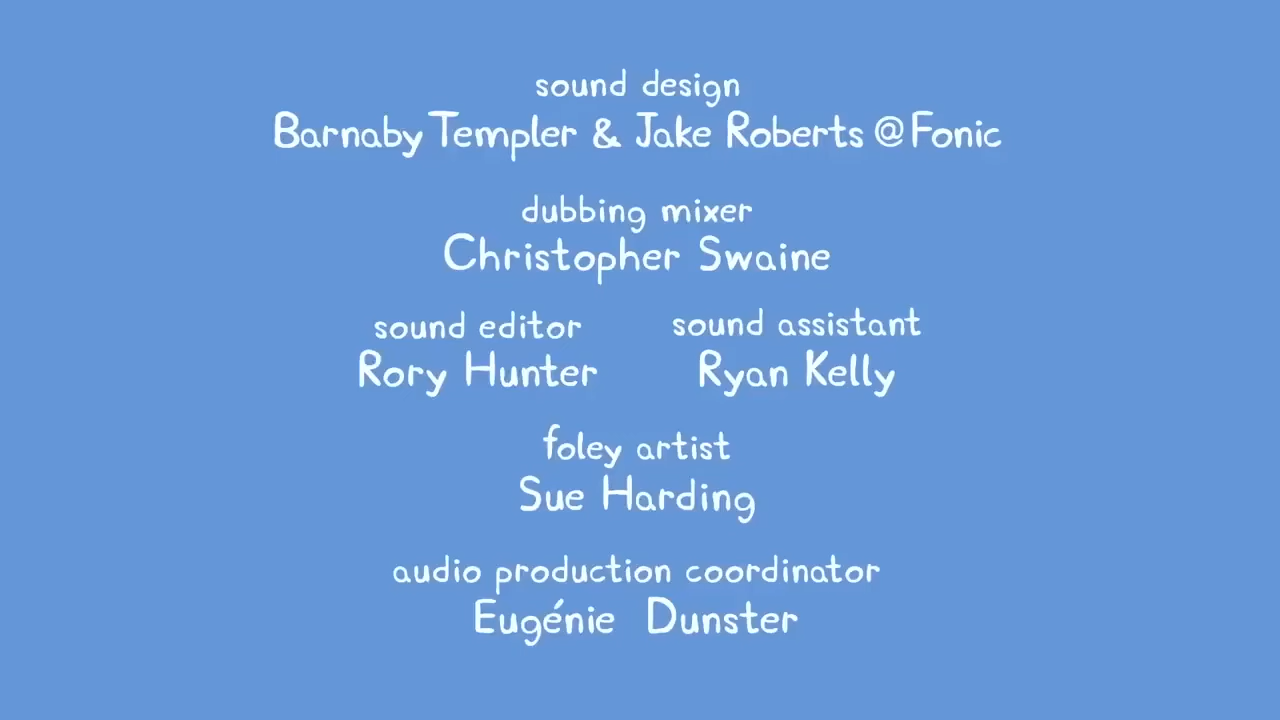 sound design
Barnaby Templer & Jake Roberts @ Fonic
dubbing mixer
Christopher Swaine
sound editor
Rory Hunter
sound assistant
Ryan Kelly
foley artist
Sue Harding
audio production coordinator
Eugénie Dunster